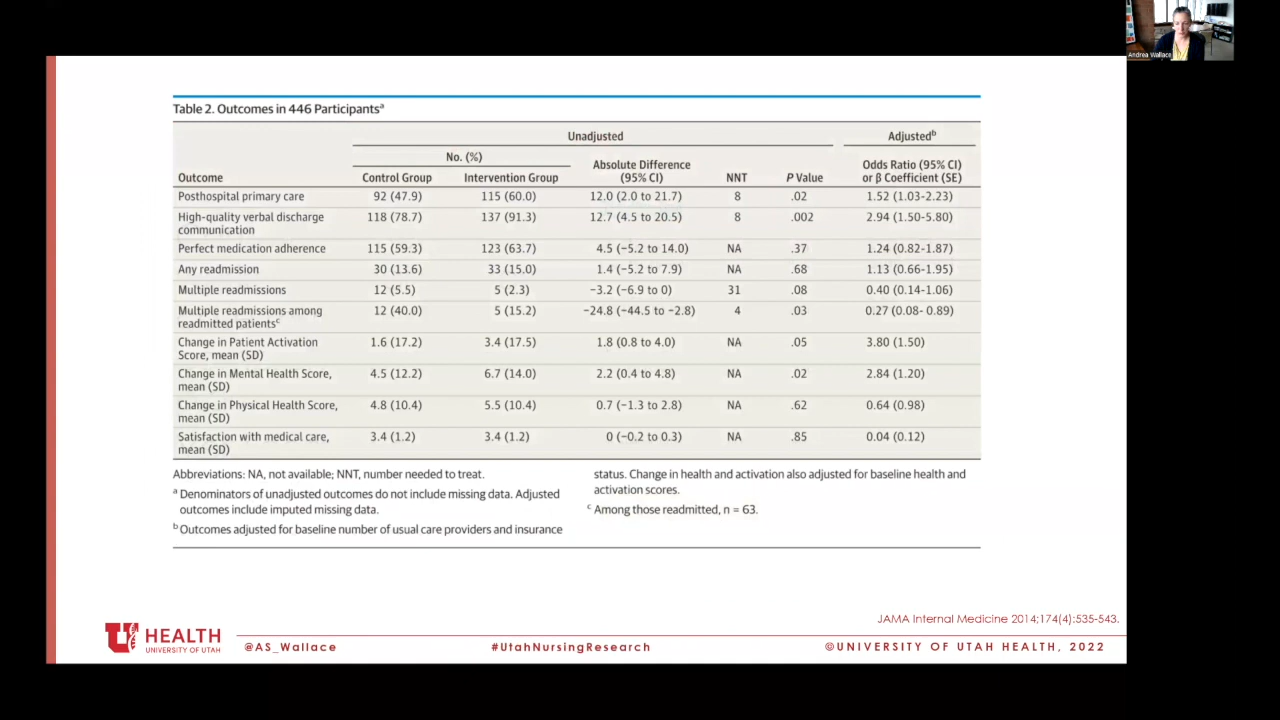 Andrea Wallace
Table 2. Outcomes in 446 Participantsa
Unadjusted Adjustedb
No. (%)
Outcome Control Group Intervention Group Absolute Difference (95% CI) NNT P Value Odds Ratio (95% CI) or β Coefficient (SE)
Posthospital primary care 92 (47.9) 115 (60.0) 12.0 (2.0 to 21.7) 8 .02 1.52 (1.03-2.23)
High-quality verbal discharge communication 118 (78.7) 137 (91.3) 12.7 (4.5 to 20.5) 8 .002 2.94 (1.50-5.80)
Perfect medication adherence 115 (59.3) 123 (63.7) 4.5 (−5.2 to 14.0) NA .37 1.24 (0.82-1.87)
Any readmission 30 (13.6) 33 (15.0) 1.4 (−5.2 to 7.9) NA .68 1.13 (0.66-1.95)
Multiple readmissions 12 (5.5) 5 (2.3) −3.2 (−6.9 to 0) 31 .08 0.40 (0.14-1.06)
Multiple readmissions among readmitted patientsc 12 (40.0) 5 (15.2) −24.8 (−44.5 to −2.8) 4 .03 0.27 (0.08- 0.89)
Change in Patient Activation Score, mean (SD) 1.6 (17.2) 3.4 (17.5) 1.8 (0.8 to 4.0) NA .05 3.80 (1.50)
Change in Mental Health Score, mean (SD) 4.5 (12.2) 6.7 (14.0) 2.2 (0.4 to 4.8) NA .02 2.84 (1.20)
Change in Physical Health Score, mean (SD) 4.8 (10.4) 5.5 (10.4) 0.7 (−1.3 to 2.8) NA .62 0.64 (0.98)
Satisfaction with medical care, mean (SD) 3.4 (1.2) 3.4 (1.2) 0 (−0.2 to 0.3) NA .85 0.04 (0.12)
Abbreviations: NA, not available; NNT, number needed to treat.
a Denominators of unadjusted outcomes do not include missing data. Adjusted
outcomes include imputed missing data.
b Outcomes adjusted for baseline number of usual care providers and insurance
status. Change in health and activation also adjusted for baseline health and
activation scores.
c Among those readmitted, n = 63.
JAMA Internal Medicine 2014;174(4):535-543.
U HEALTH
UNIVERSITY OF UTAH
@AS_Wallace
#UtahNursingResearch
©UNIVERSITY OF UTAH HEALTH, 2022